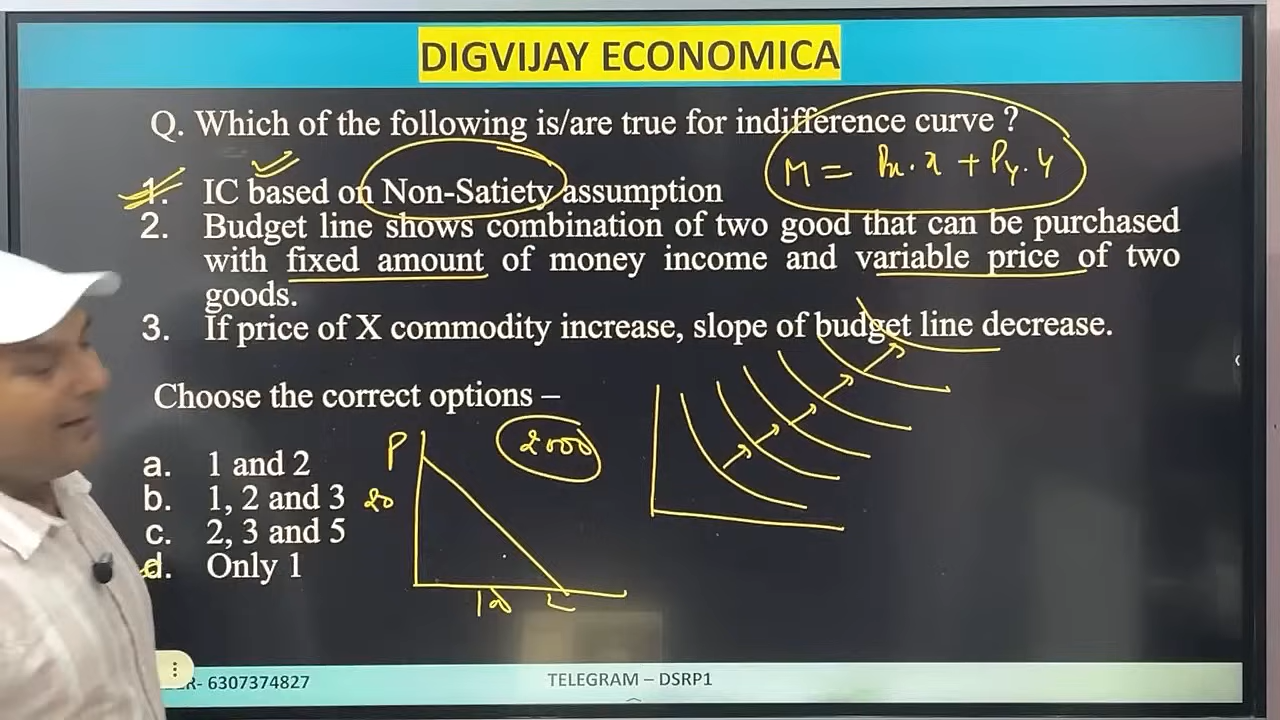 DIGVIJAY ECONOMICA
Q. Which of the following is/are true for indifference curve ?
M = Px.x + Py.y
1. IC based on Non-Satiety assumption
2. Budget line shows combination of two good that can be purchased
with fixed amount of money income and variable price of two
goods.
3. If price of X commodity increase, slope of budget line decrease.
Choose the correct options –
P
a. 1 and 2
b. 1, 2 and 3
20
c. 2, 3 and 5
d. Only 1
L
R- 6307374827
TELEGRAM – DSRP1